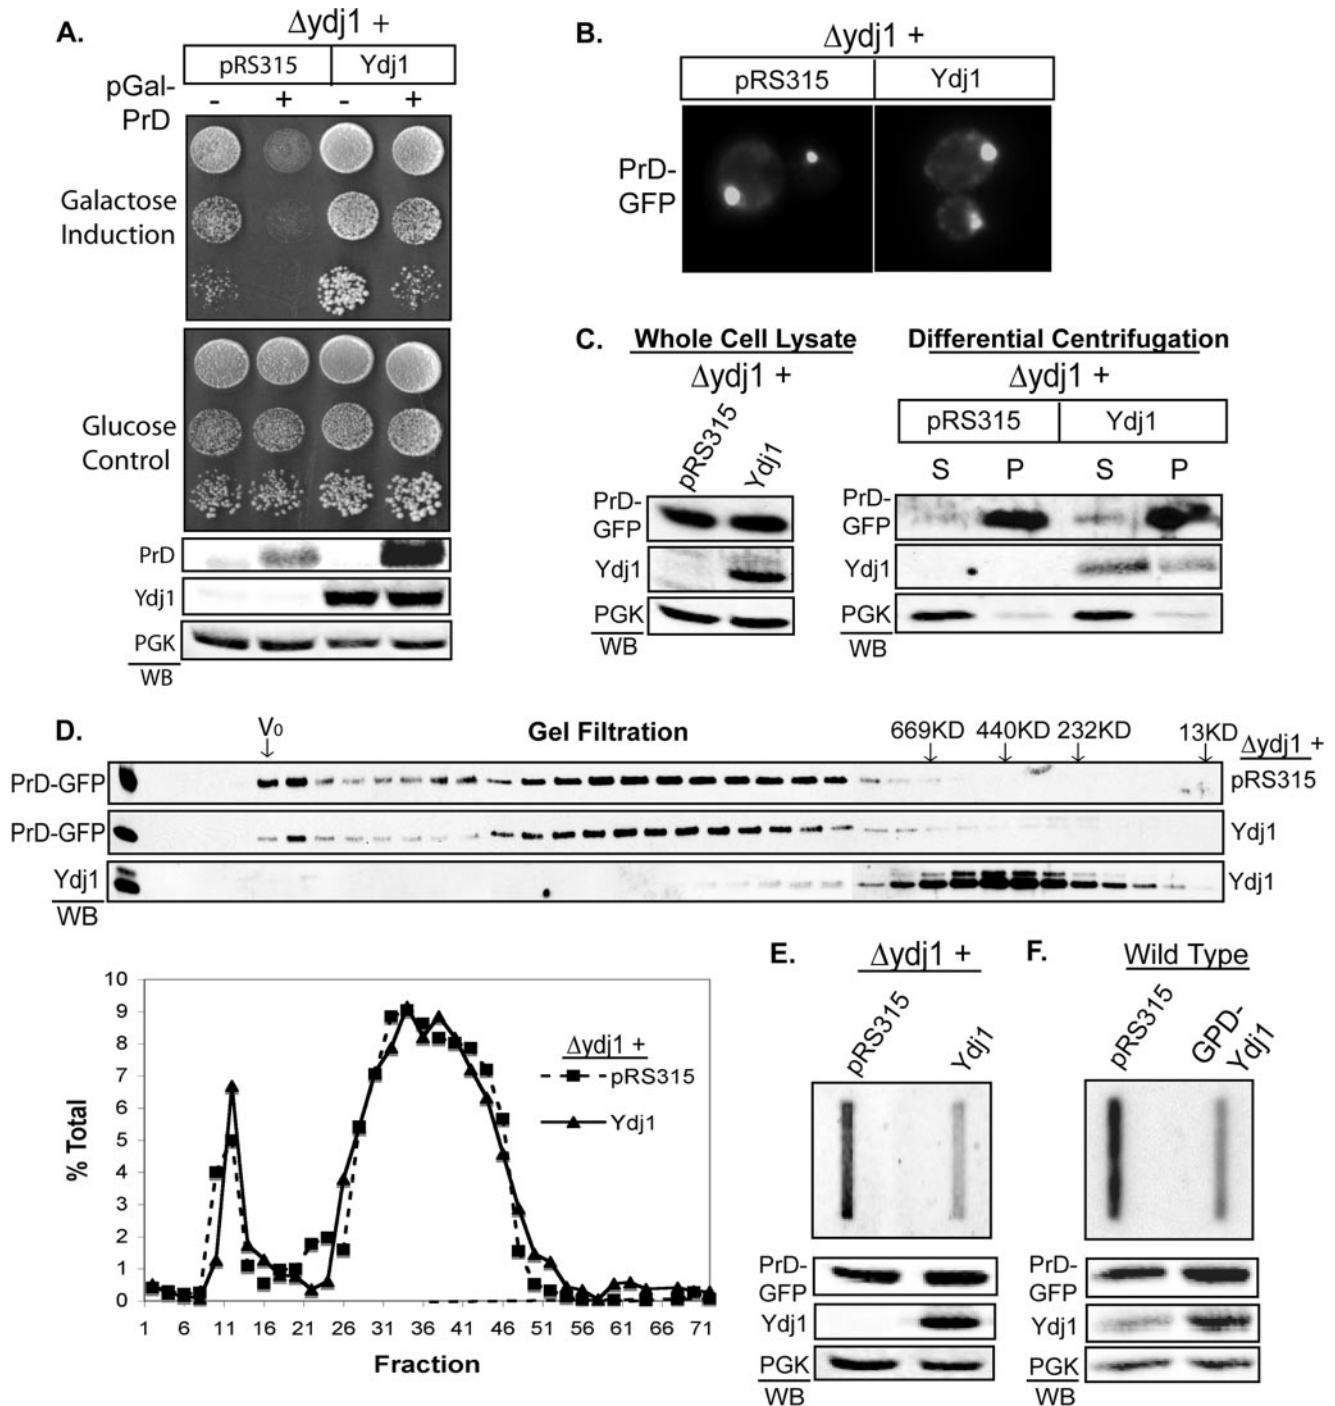 A.
Δydj1 +
pRS315 Ydj1
pGal-
PrD
- + - +
Galactose
Induction
Glucose
Control
PrD
Ydj1
PGK
WB
B.
Δydj1 +
pRS315 Ydj1
PrD-
GFP
C.
Whole Cell Lysate
Δydj1 +
pRS315
Ydj1
PrD-
GFP
Ydj1
PGK
WB
Differential Centrifugation
Δydj1 +
pRS315 Ydj1
S P S P
PrD-
GFP
Ydj1
PGK
WB
D.
V0 Gel Filtration 669KD 440KD 232KD 13KD
Δydj1 +
PrD-GFP pRS315
PrD-GFP Ydj1
Ydj1 Ydj1
WB
% Total
10
9
8
7
6
5
4
3
2
1
0
1 6 11 16 21 26 31 36 41 46 51 56 61 66 71
Fraction
Δydj1 +
pRS315
Ydj1
E.
Δydj1 +
pRS315
Ydj1
PrD-
GFP
Ydj1
PGK
WB
F.
Wild Type
pRS315
GPD-
Ydj1
PrD-
GFP
Ydj1
PGK
WB